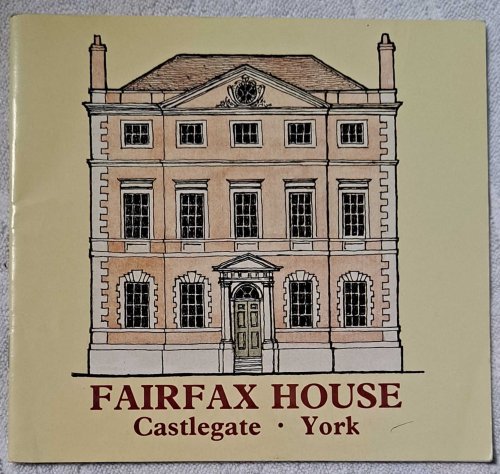 FAIRFAX HOUSE
Castlegate · York